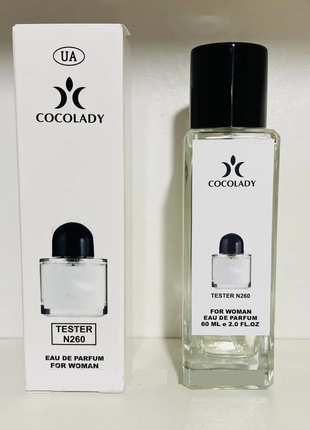 UA
COCOLADY
TESTER
N260
EAU DE PARFUM
FOR WOMAN
COCOLADY
TESTER N260
FOR WOMAN
EAU DE PARFUM
60 ML e 2.0 FL.OZ